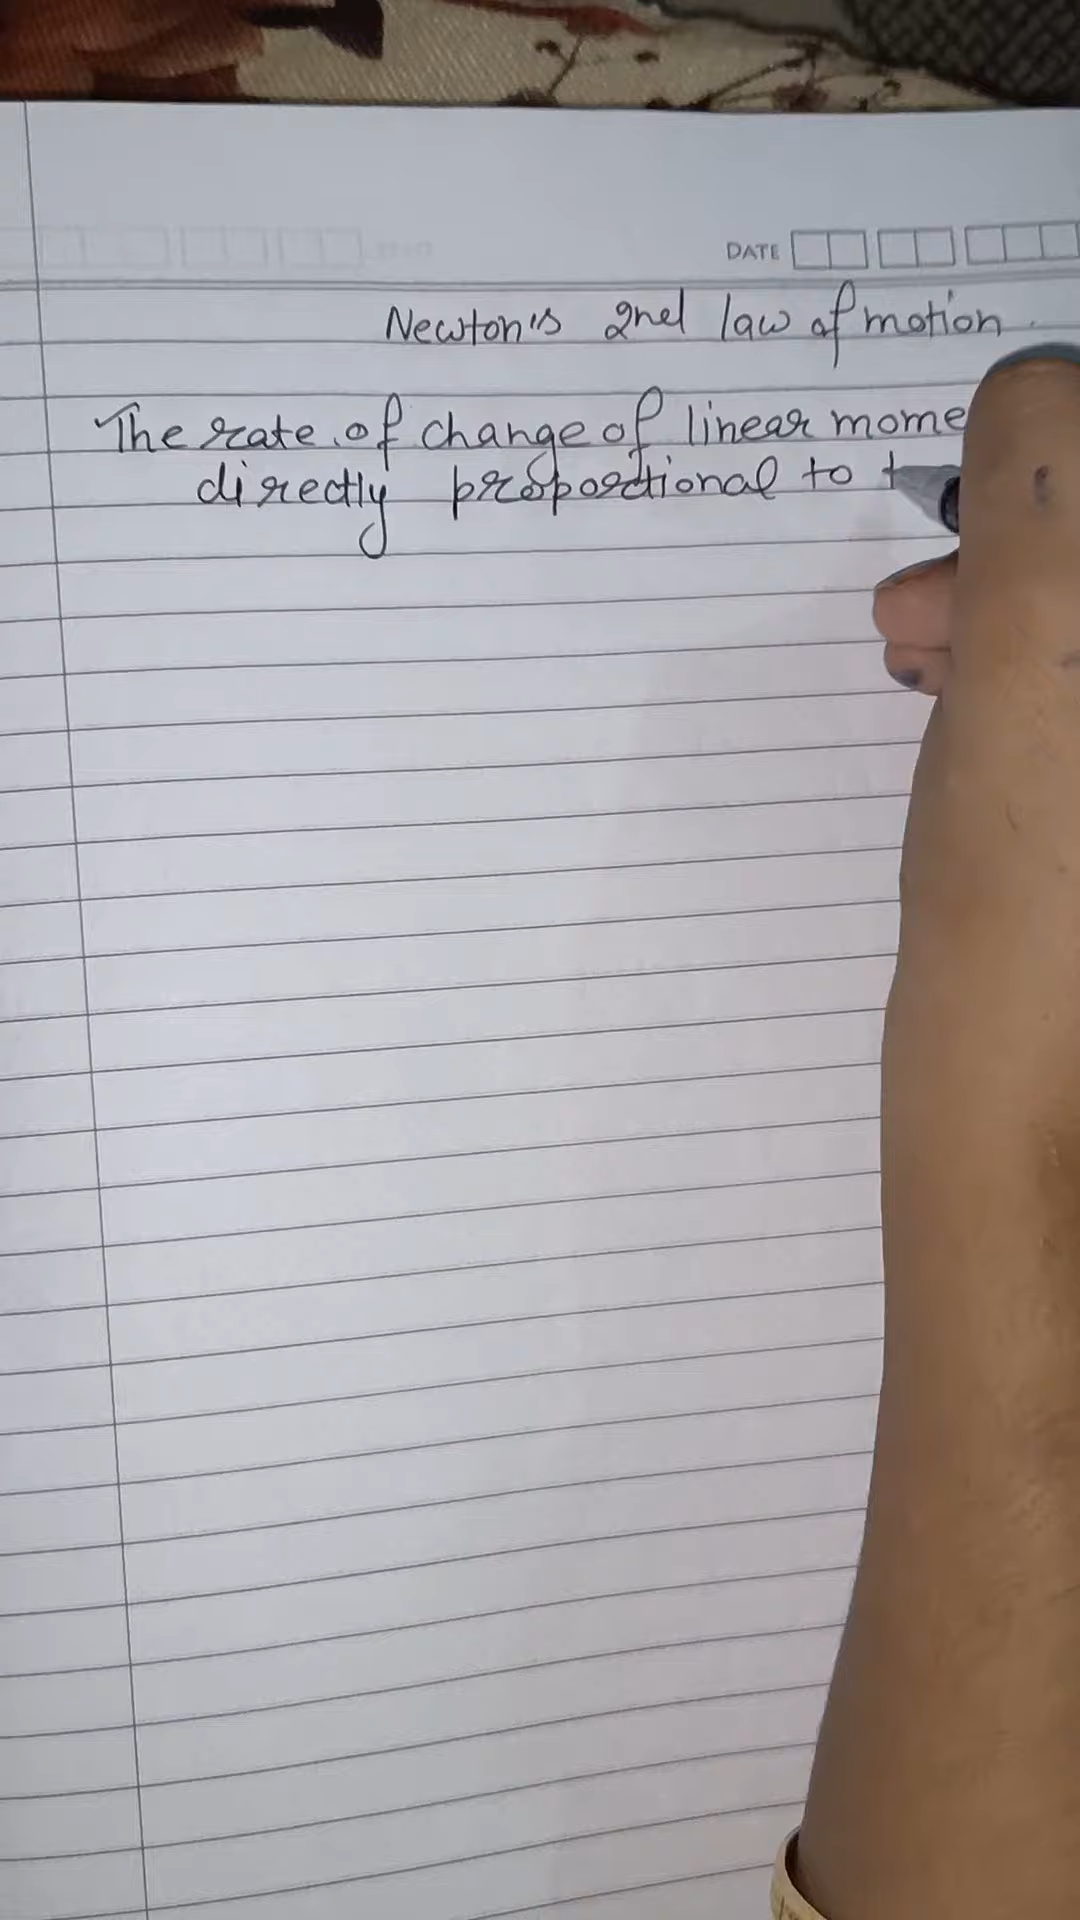 DATE
Newton's 2nd law of motion
The rate of change of linear mome
directly proportional to t